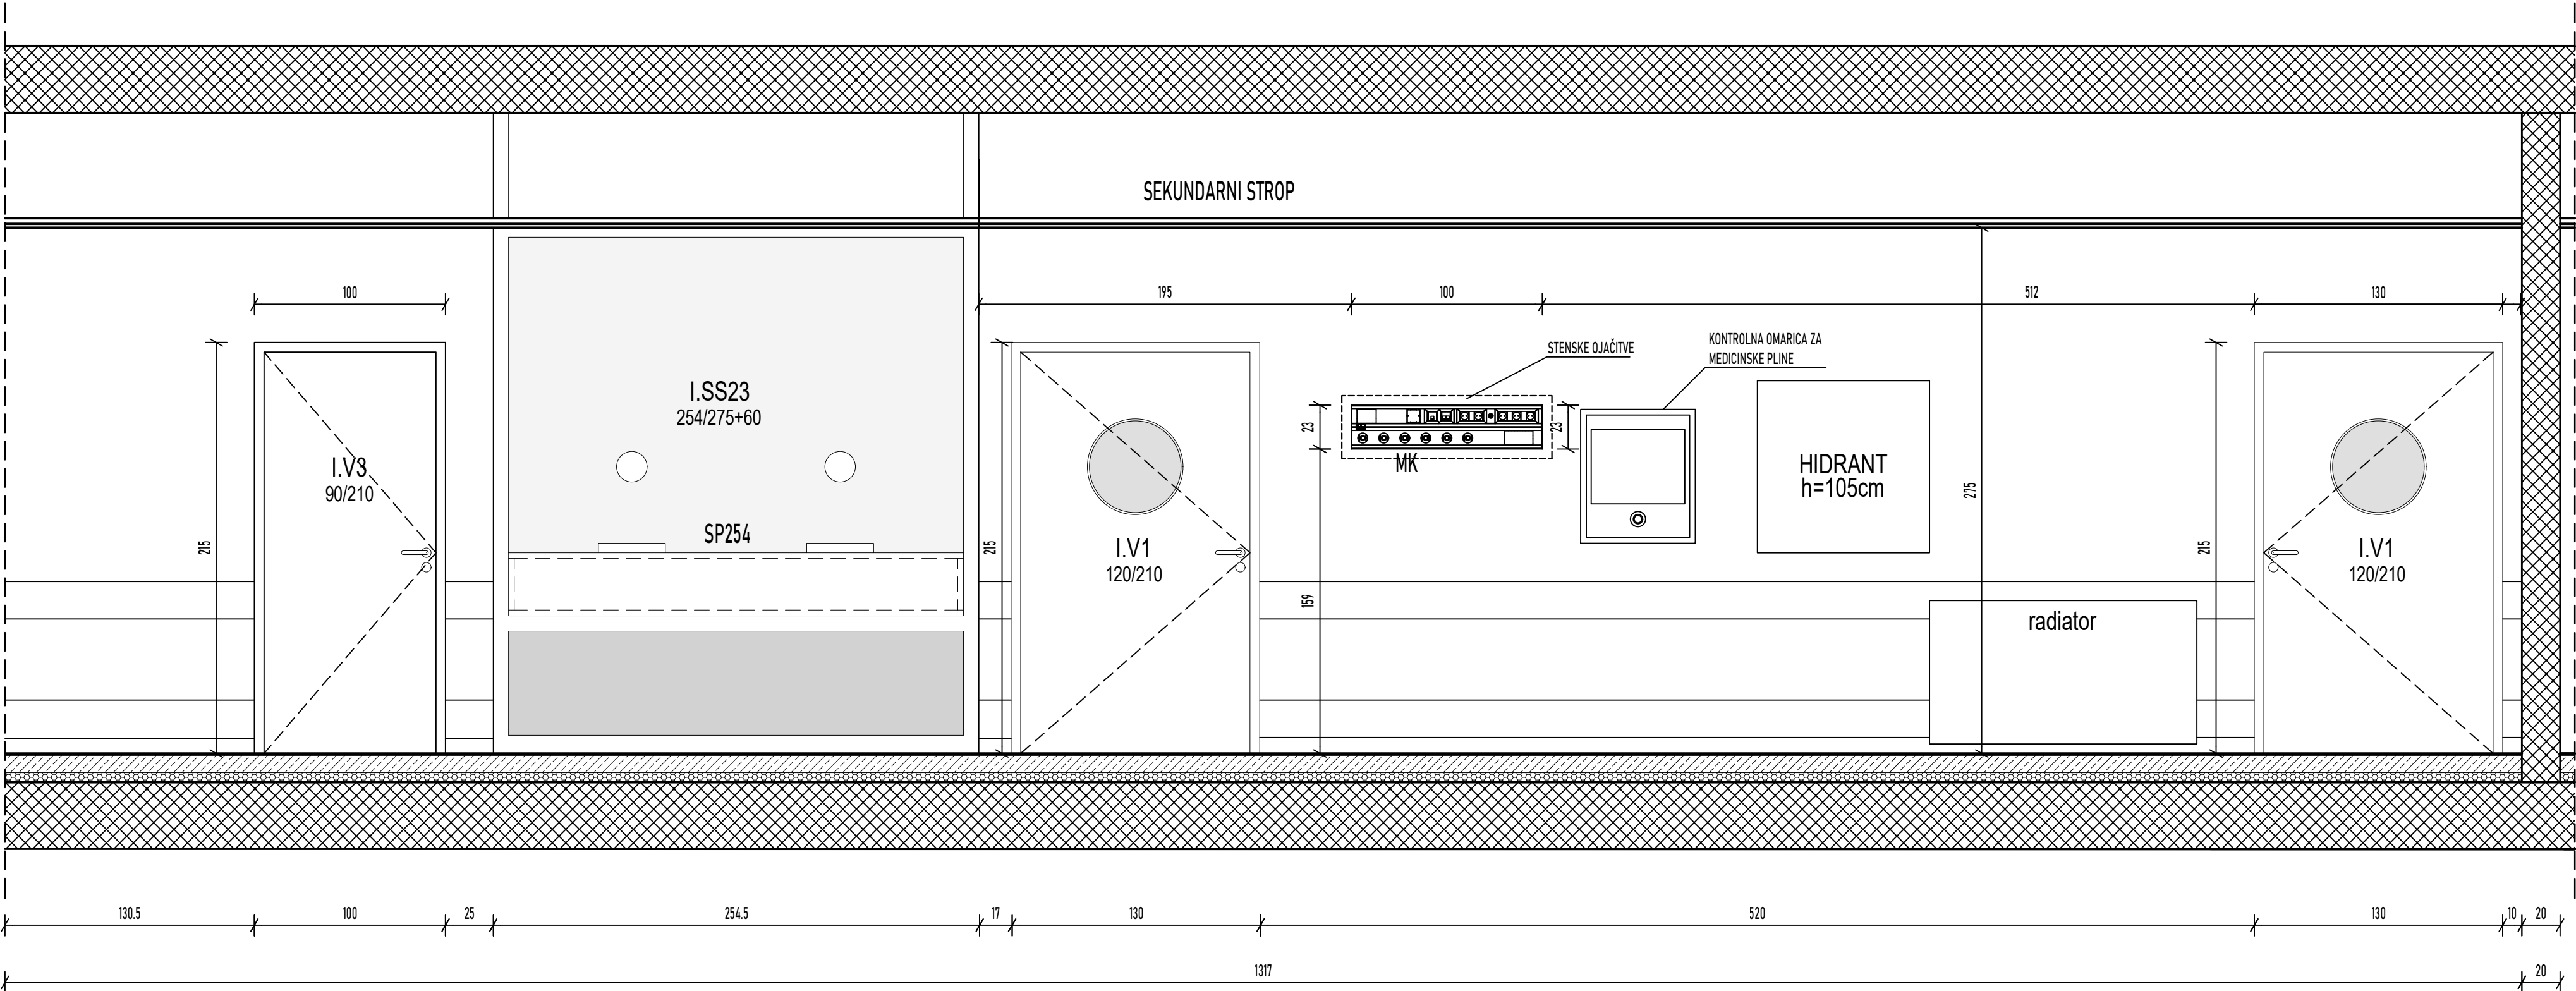 SEKUNDARNI STROP
100
195
100
512
130
STENSKE OJAČITVE
KONTROLNA OMARICA ZA
MEDICINSKE PLINE
I.SS23
254/275+60
23
23
MK
I.V3
90/210
HIDRANT
h=105cm
275
SP254
215
215
I.V1
120/210
215
I.V1
120/210
159
radiator
130.5
100
25
254.5
17
130
520
130
10
20
1317
20